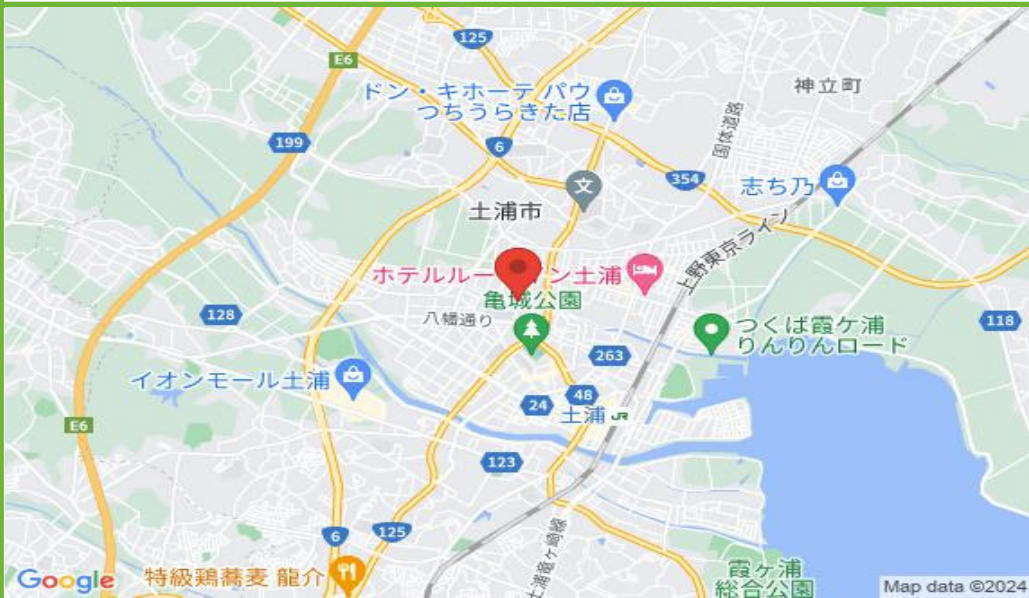 125
E6
神立町
ドン・キホーテ パウ
つちうらきた店
国体道路
199
6
354
文
志ち乃
土浦市
上野東京ライン
ホテルルー
ン土浦
亀城公園
128
八幡通り
つくば霞ケ浦
りんりんロード
118
263
イオンモール土浦
24
48
土浦 JR
E6
123
6
125
土浦竜ヶ崎線
特級鶏蕎麦 龍介
霞ヶ浦
総合公園
Google
Map data ©2024